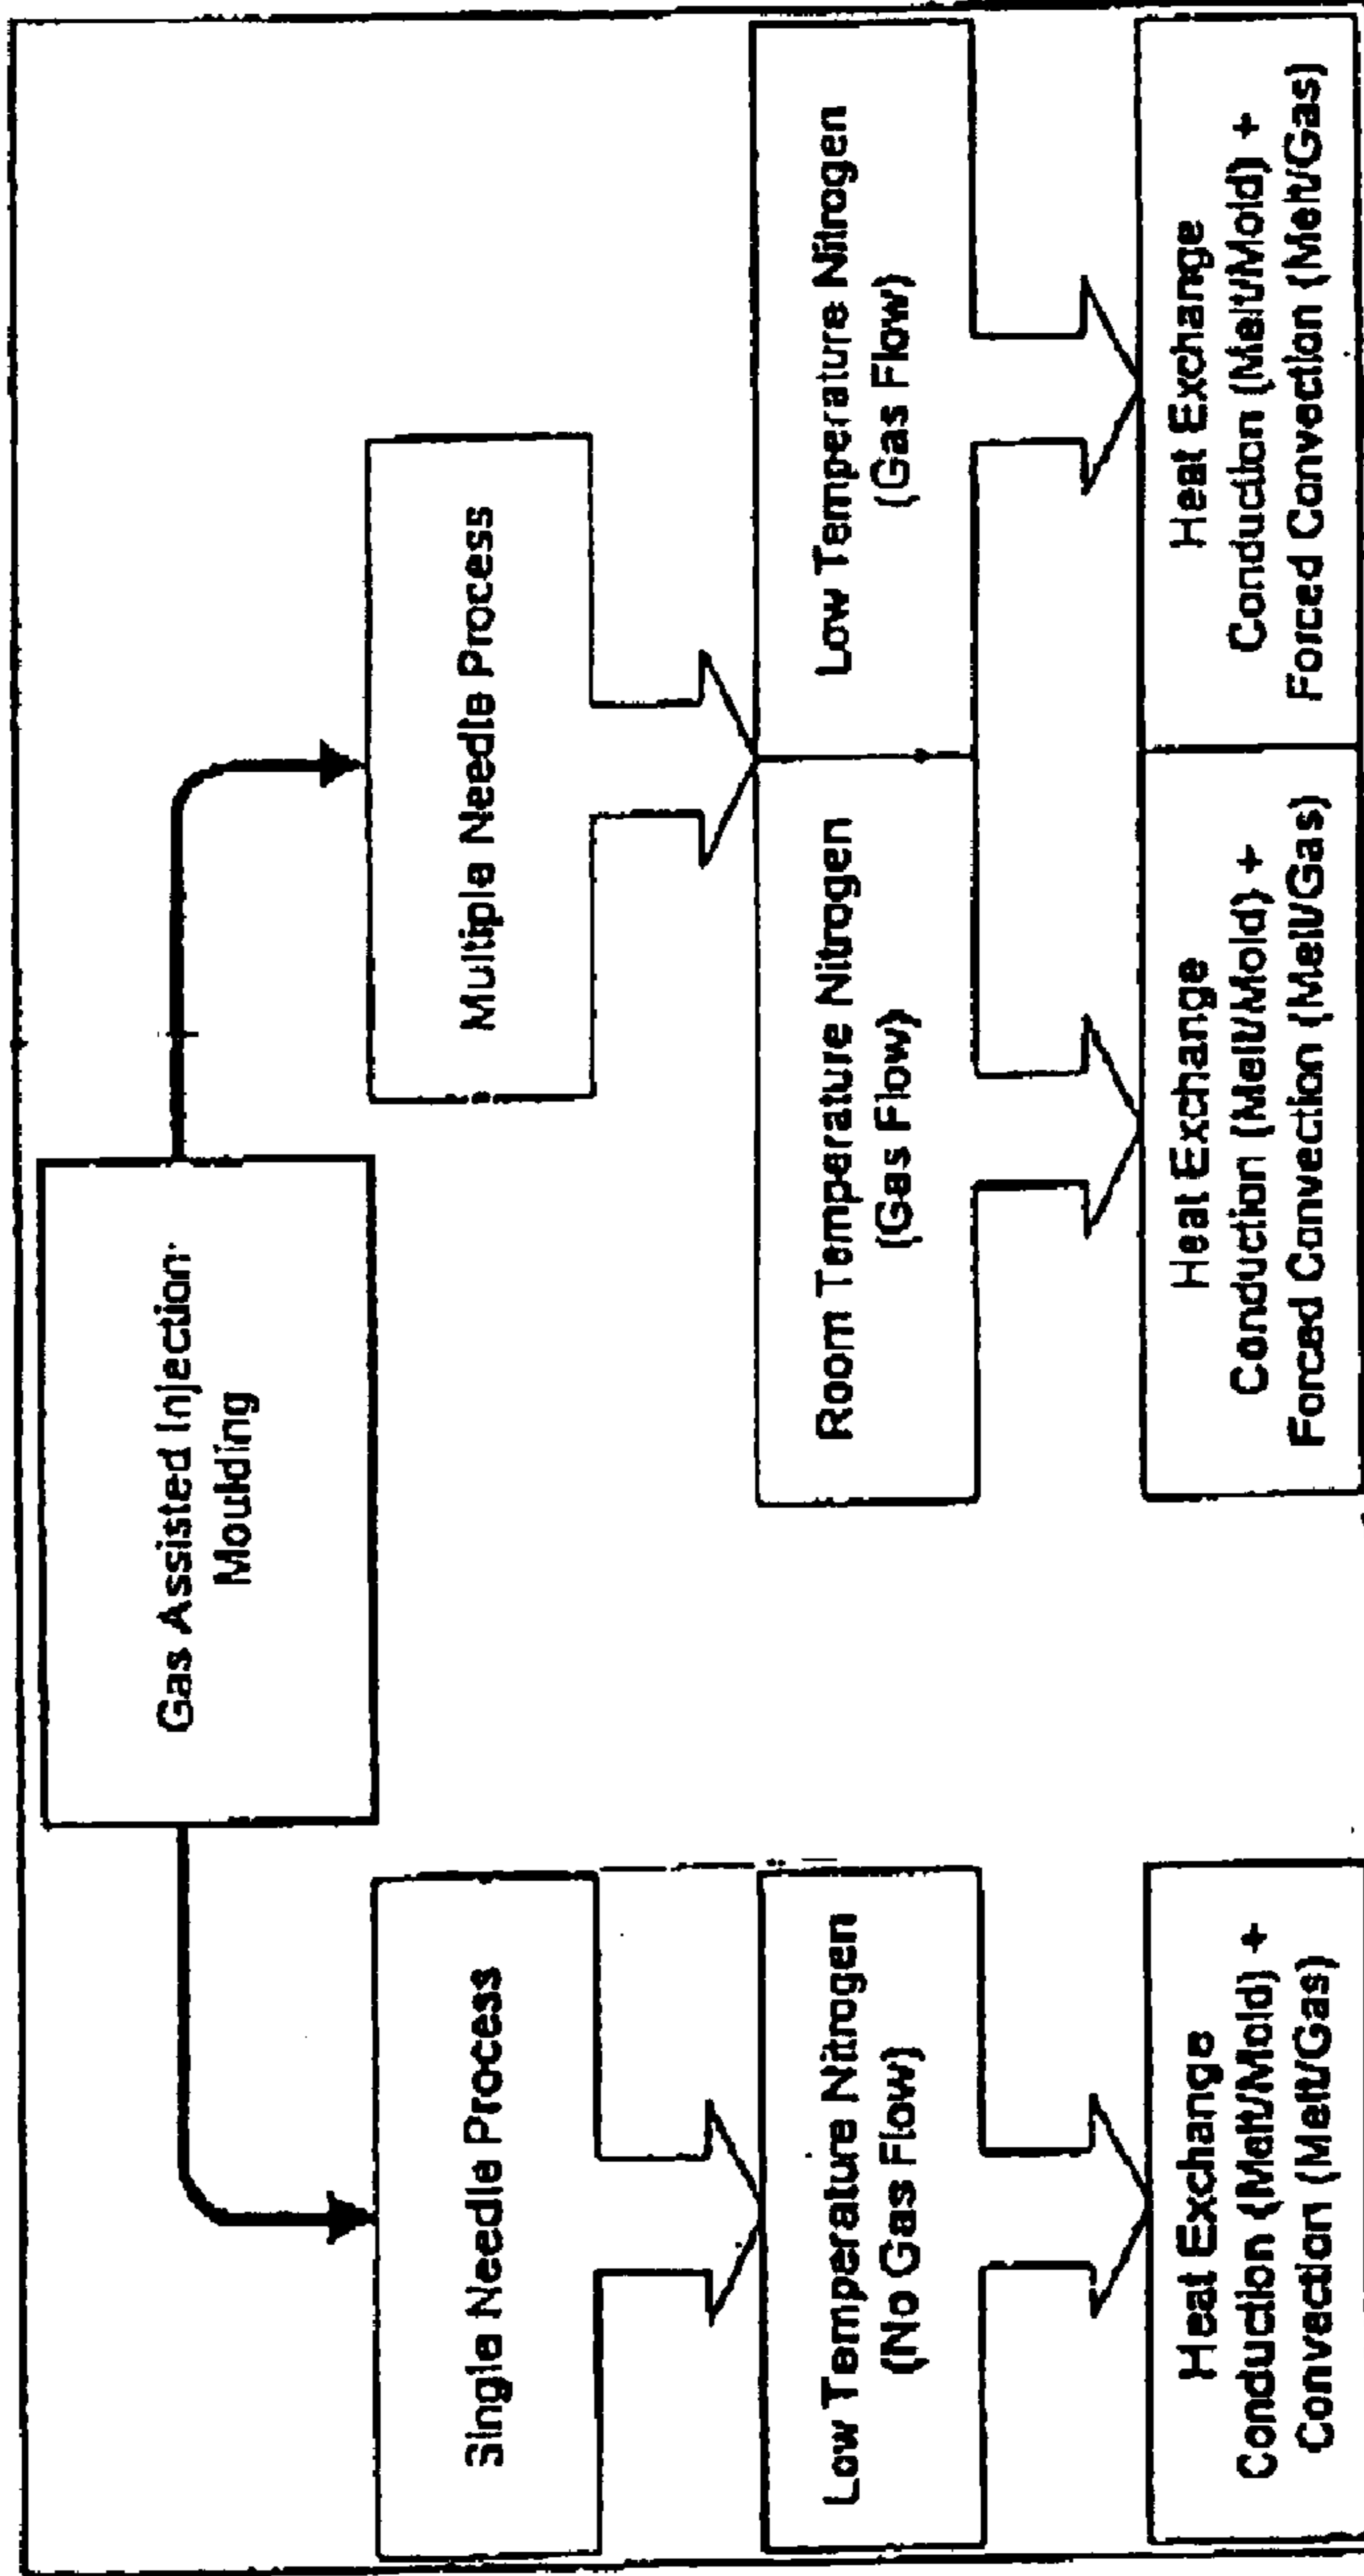 Gas Assisted Injection
Moulding
Single Needle Process
Multiple Needle Process
Low Temperature Nitrogen
(No Gas Flow)
Room Temperature Nitrogen
(Gas Flow)
Low Temperature Nitrogen
(Gas Flow)
Heat Exchange
Conduction (Melt/Mold) +
Convection (Melt/Gas)
Heat Exchange
Conduction (Melt/Mold) +
Forced Convection (Melt/Gas)
Heat Exchange
Conduction (Melt/Mold) +
Forced Convection (Melt/Gas)